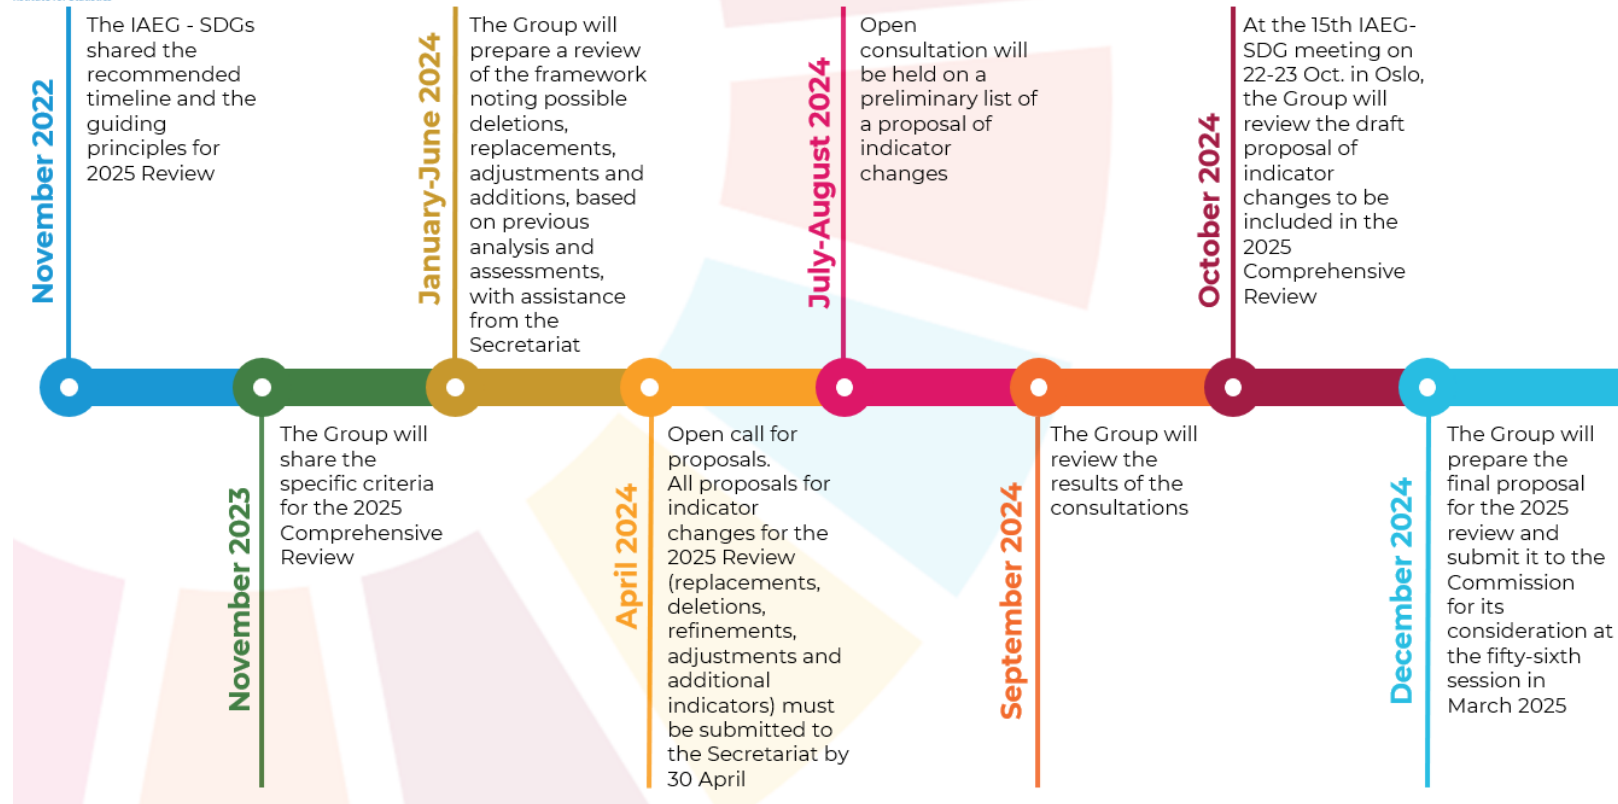 November 2022
The IAEG - SDGs
shared the
recommended
timeline and the
guiding
principles for
2025 Review
November 2023
The Group will
share the
specific criteria
for the 2025
Comprehensive
Review
January-June 2024
The Group will
prepare a review
of the framework
noting possible
deletions,
replacements,
adjustments and
additions, based
on previous
analysis and
assessments,
with assistance
from the
Secretariat
April 2024
Open call for
proposals.
All proposals for
indicator
changes for the
2025 Review
(replacements,
deletions,
refinements,
adjustments and
additional
indicators) must
be submitted to
the Secretariat by
30 April
July-August 2024
Open
consultation will
be held on a
preliminary list of
a proposal of
indicator
changes
September 2024
The Group will
review the
results of the
consultations
October 2024
At the 15th IAEG-
SDG meeting on
22-23 Oct. in Oslo,
the Group will
review the draft
proposal of
indicator
changes to be
included in the
2025
Comprehensive
Review
December 2024
The Group will
prepare the
final proposal
for the 2025
review and
submit it to the
Commission
for its
consideration at
the fifty-sixth
session in
March 2025